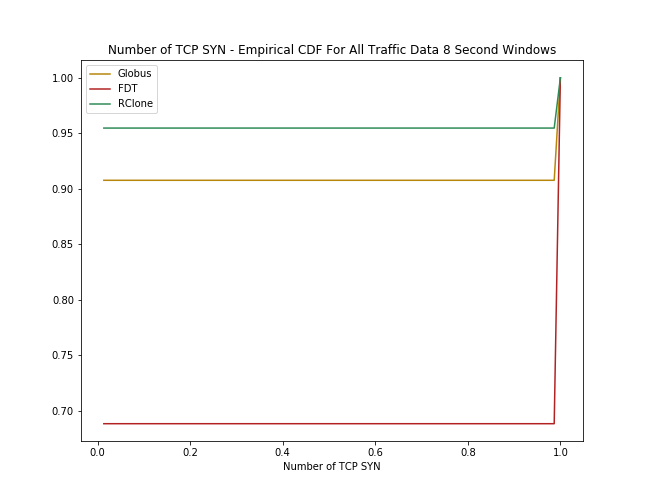 Number of TCP SYN - Empirical CDF For All Traffic Data 8 Second Windows
Globus
FDT
RClone
1.00
0.95
0.90
0.85
0.80
0.75
0.70
0.0 0.2 0.4 0.6 0.8 1.0
Number of TCP SYN